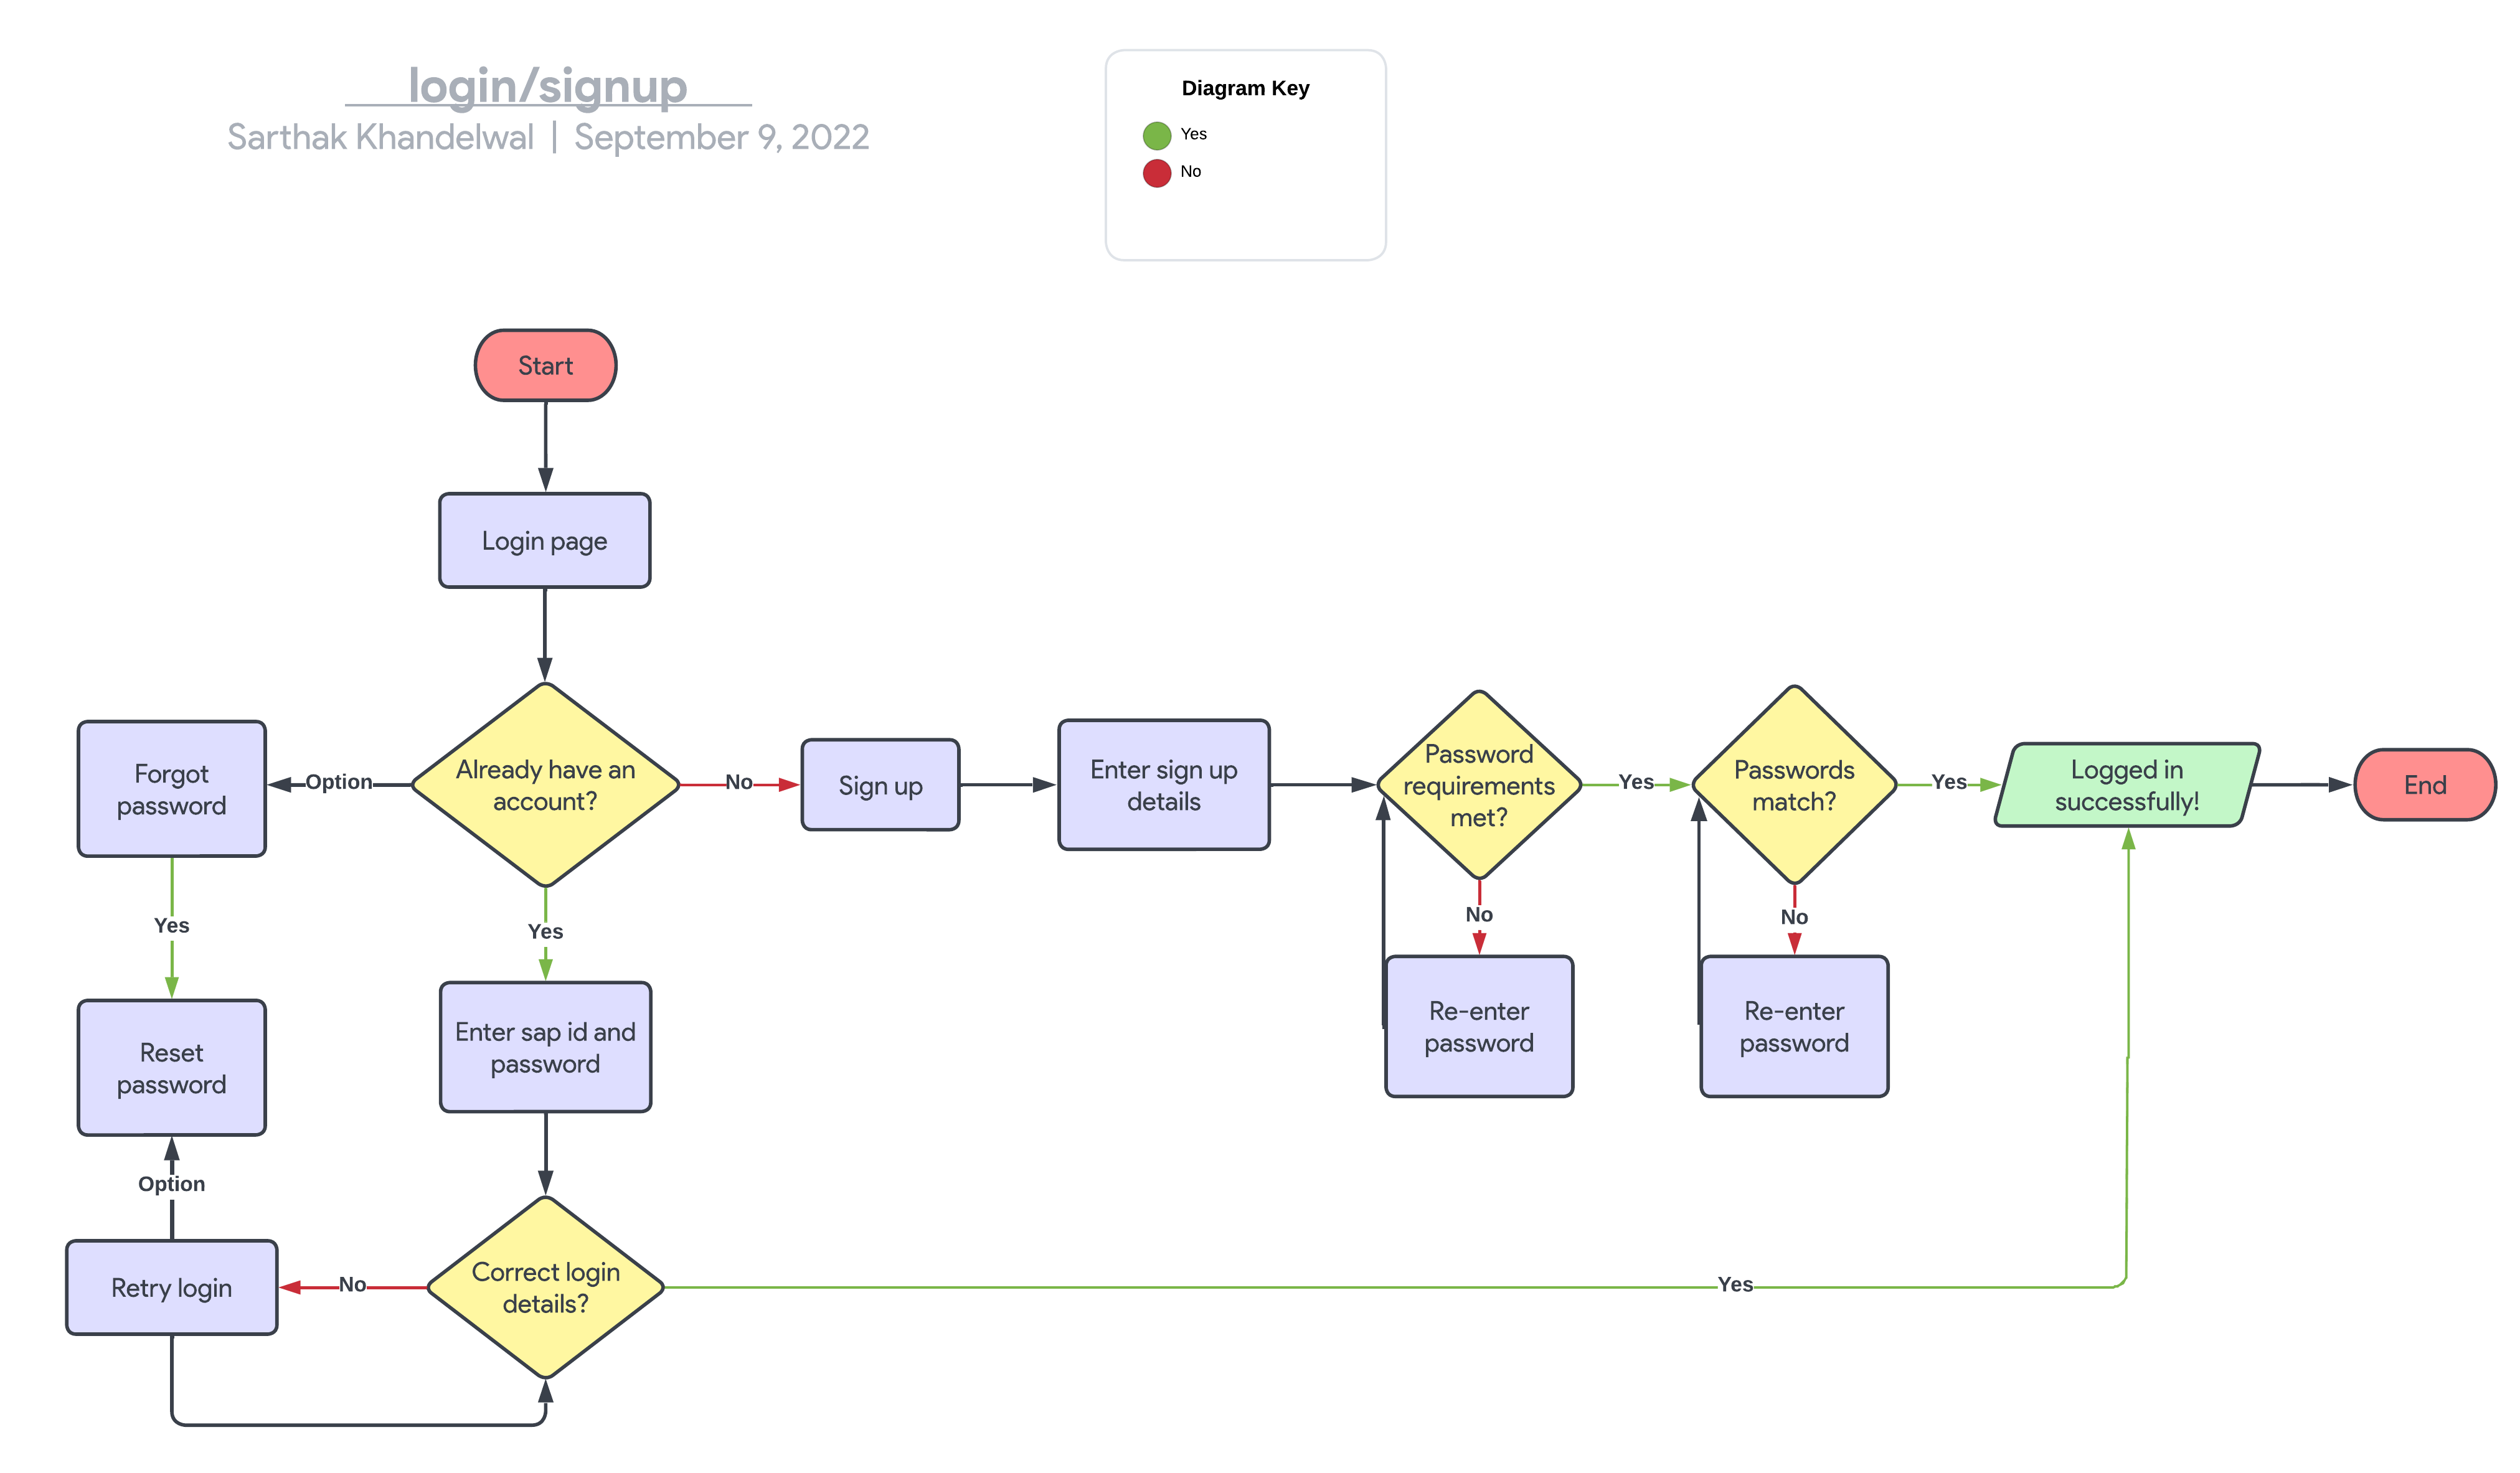 login/signup
Sarthak Khandelwal | September 9, 2022
Diagram Key
Yes
No
Start
Login page
Forgot
password
Option
Already have an
account?
No
Sign up
Enter sign up
details
Password
requirements
met?
Yes
Passwords
match?
Yes
Logged in
successfully!
End
Yes
Yes
No
No
Reset
password
Enter sap id and
password
Re-enter
password
Re-enter
password
Option
Retry login
No
Correct login
details?
Yes